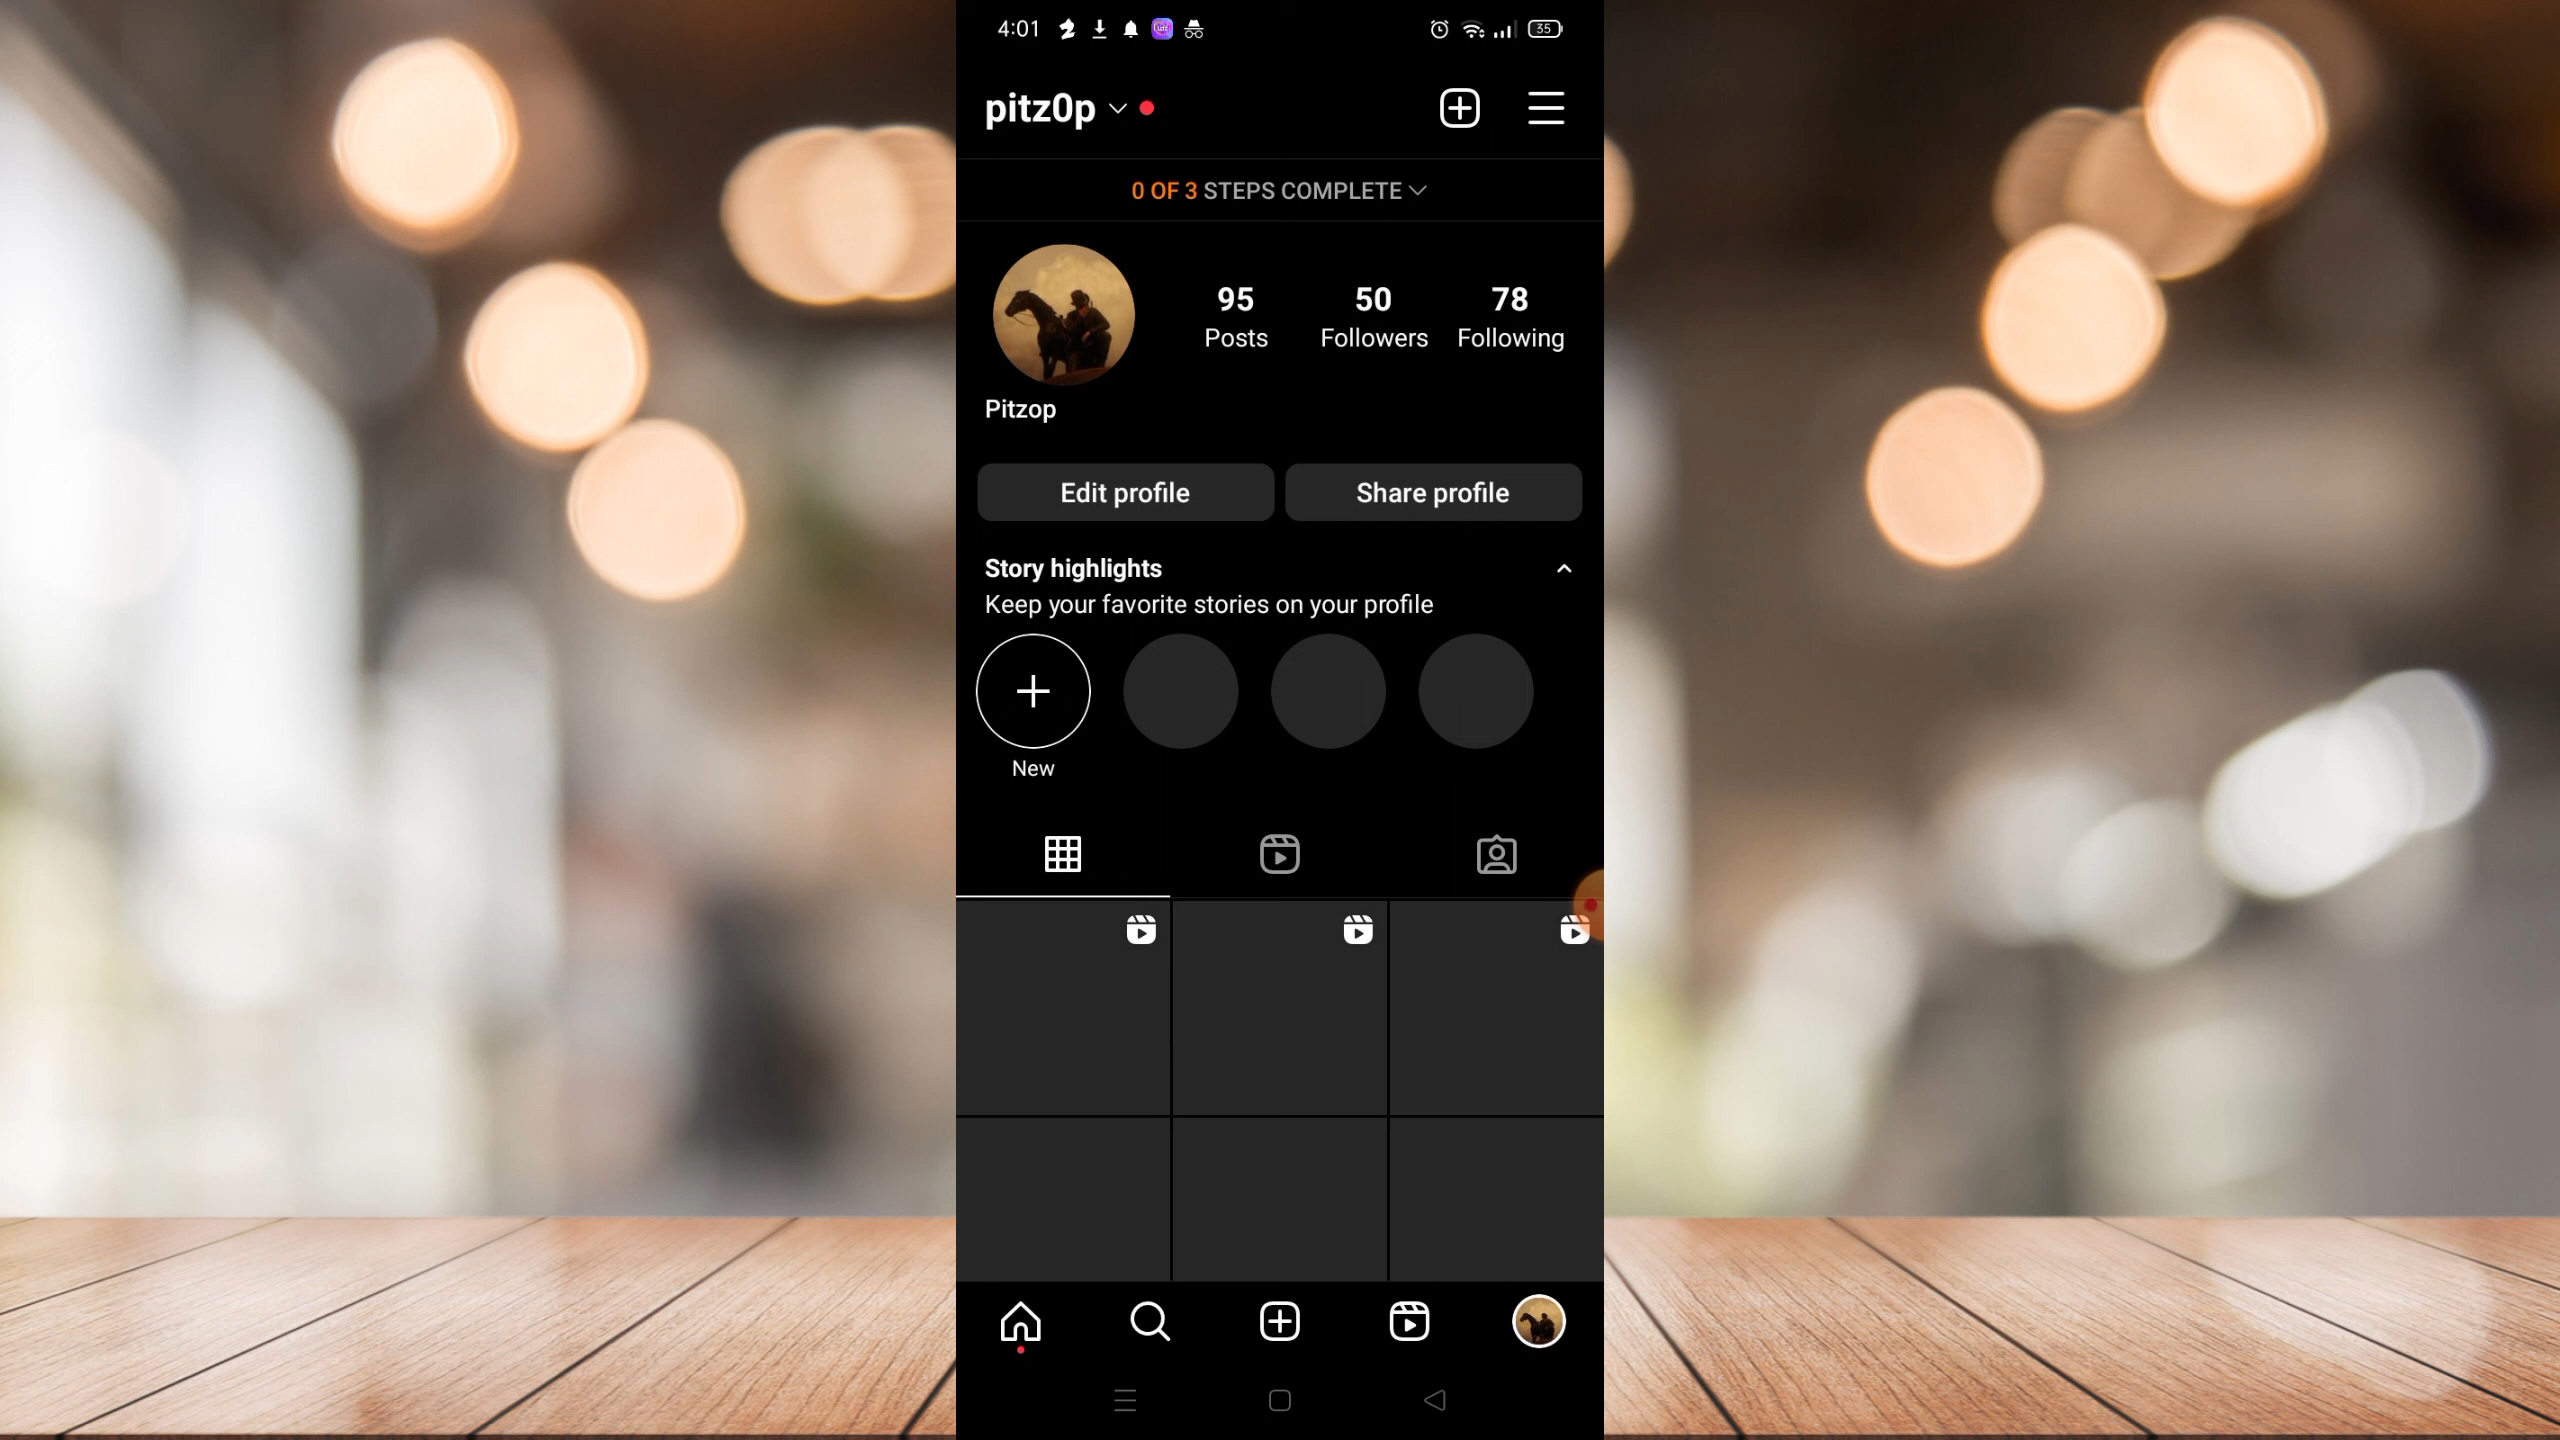 4:01
35
pitz0p
0 OF 3 STEPS COMPLETE
95 50 78
Posts Followers Following
Pitzop
Edit profile Share profile
Story highlights
Keep your favorite stories on your profile
New